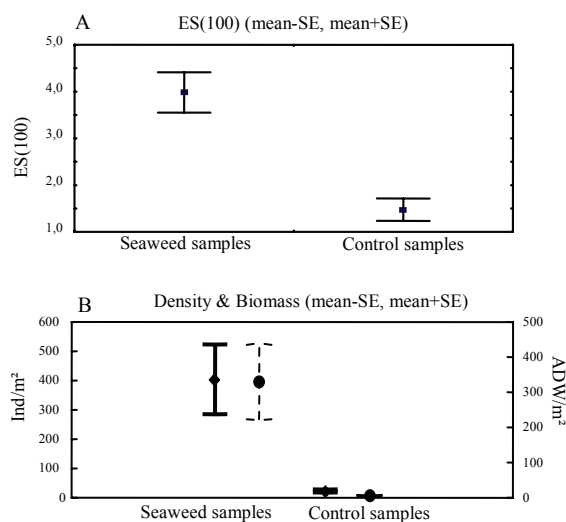 A
ES(100) (mean-SE, mean+SE)
5,0
4,0
3,0
2,0
1,0
ES(100)
Seaweed samples
Control samples
B
Density & Biomass (mean-SE, mean+SE)
600
500
400
300
200
100
0
Ind/m²
500
400
300
200
100
0
ADW/m²
Seaweed samples
Control samples